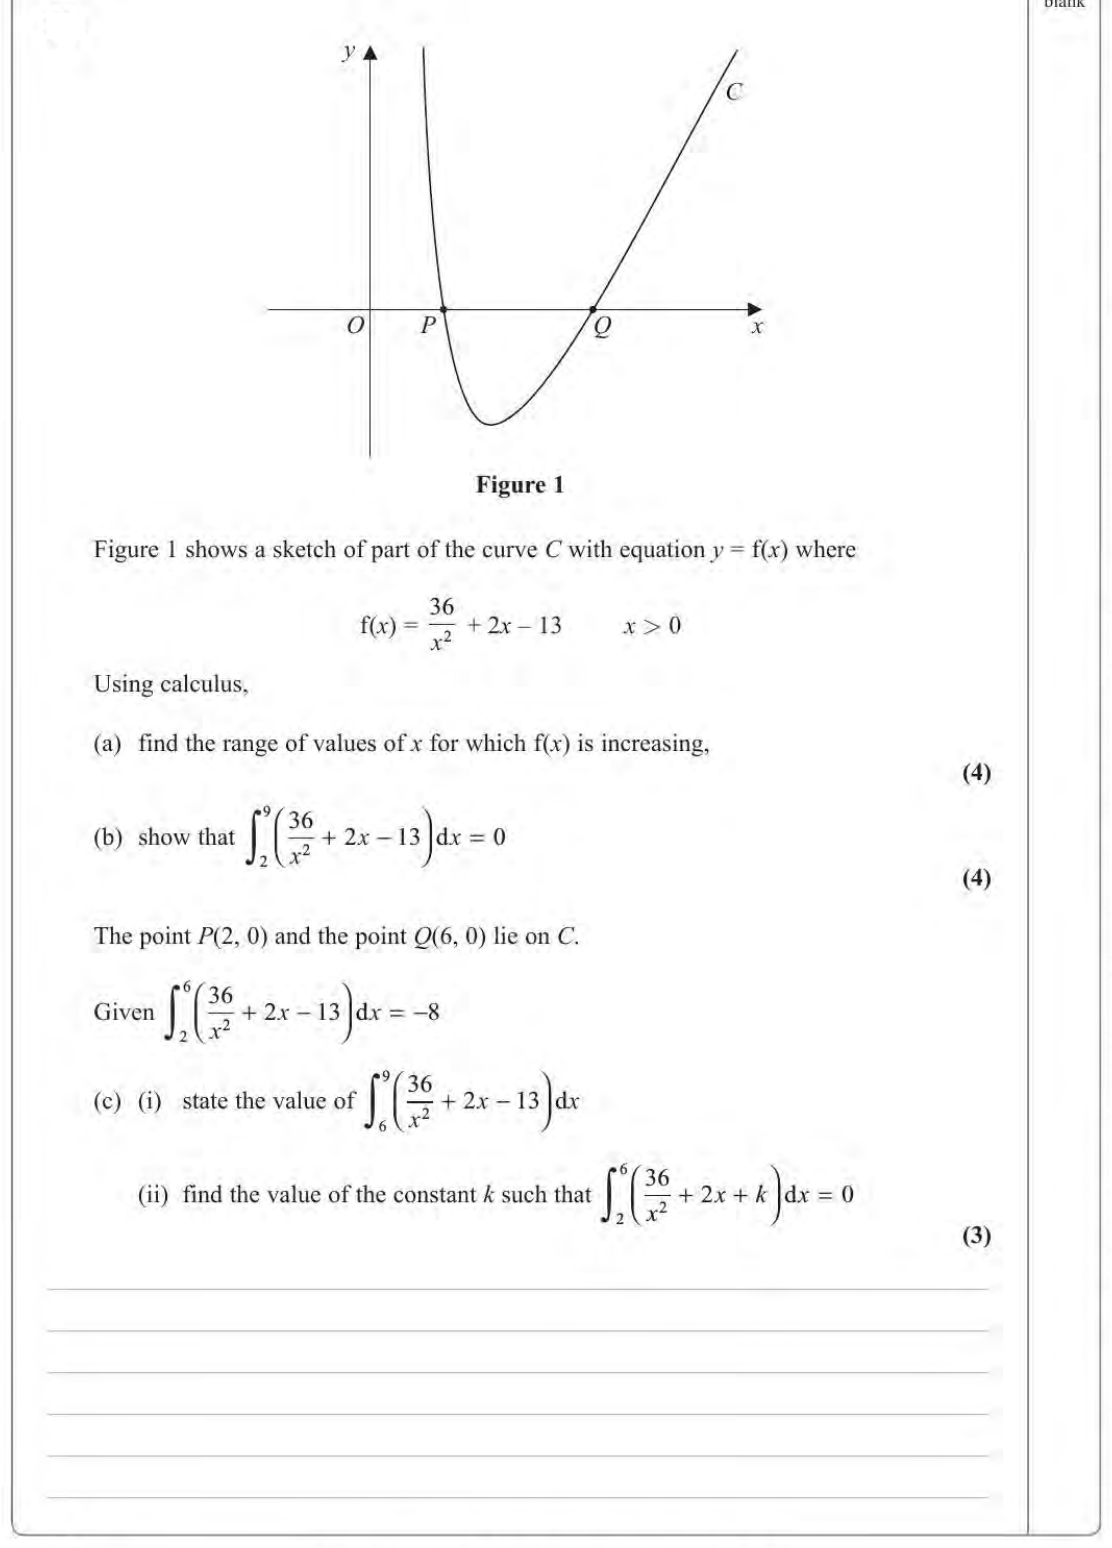 blank
y
C
O P Q x
Figure 1
Figure 1 shows a sketch of part of the curve C with equation y = f(x) where
f(x) = 36/x² + 2x – 13 x > 0
Using calculus,
(a) find the range of values of x for which f(x) is increasing,
(4)
(b) show that ∫₂⁹ (36/x² + 2x – 13) dx = 0
(4)
The point P(2, 0) and the point Q(6, 0) lie on C.
Given ∫₂⁶ (36/x² + 2x – 13) dx = –8
(c) (i) state the value of ∫₆⁹ (36/x² + 2x – 13) dx
(ii) find the value of the constant k such that ∫₂⁶ (36/x² + 2x + k) dx = 0
(3)